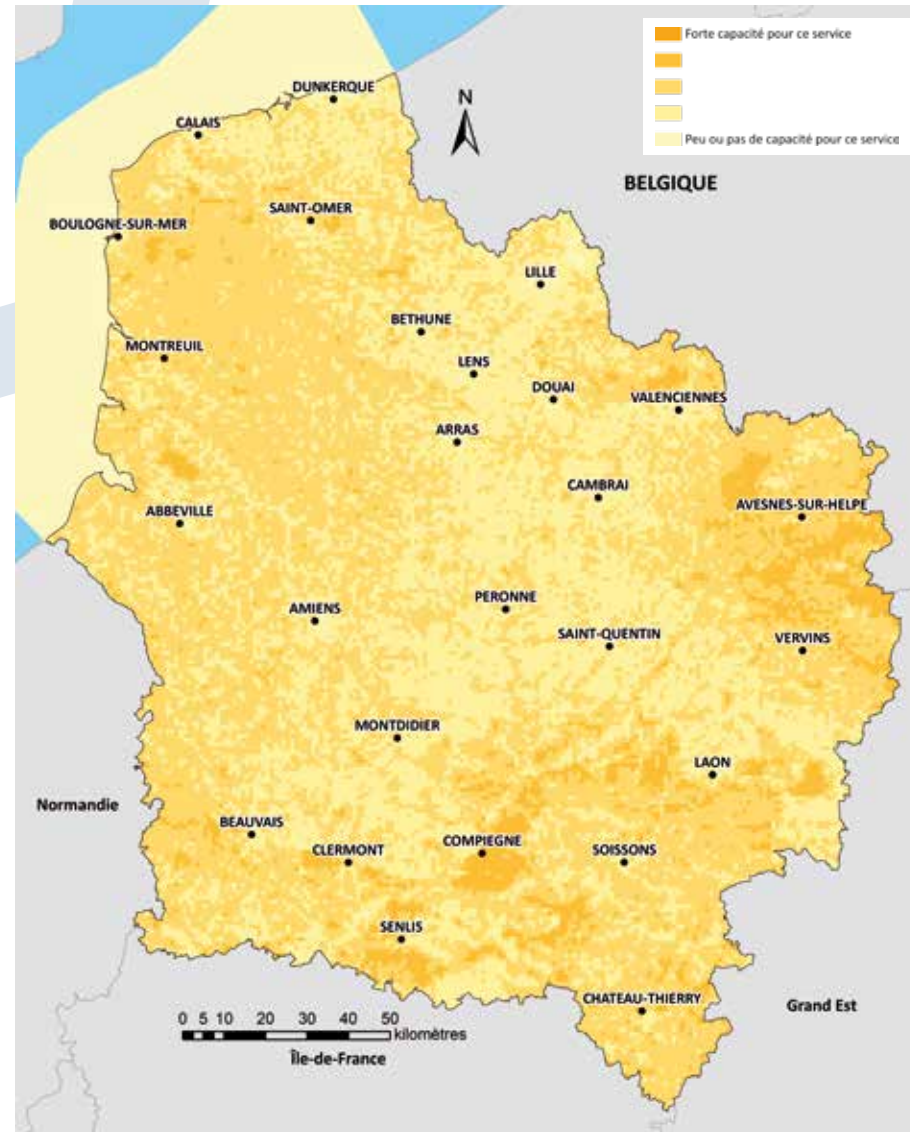 Forte capacité pour ce service
Peu ou pas de capacité pour ce service
DUNKERQUE
N
CALAIS
BELGIQUE
SAINT-OMER
BOULOGNE-SUR-MER
LILLE
BETHUNE
MONTREUIL
LENS
DOUAI
VALENCIENNES
ARRAS
CAMBRAI
AVESNES-SUR-HELPE
ABBEVILLE
PERONNE
AMIENS
SAINT-QUENTIN
VERVINS
MONTDIDIER
LAON
Normandie
BEAUVAIS
CLERMONT
COMPIEGNE
SOISSONS
SENLIS
CHATEAU-THIERRY
Grand Est
0 5 10 20 30 40 50
kilomètres
Île-de-France